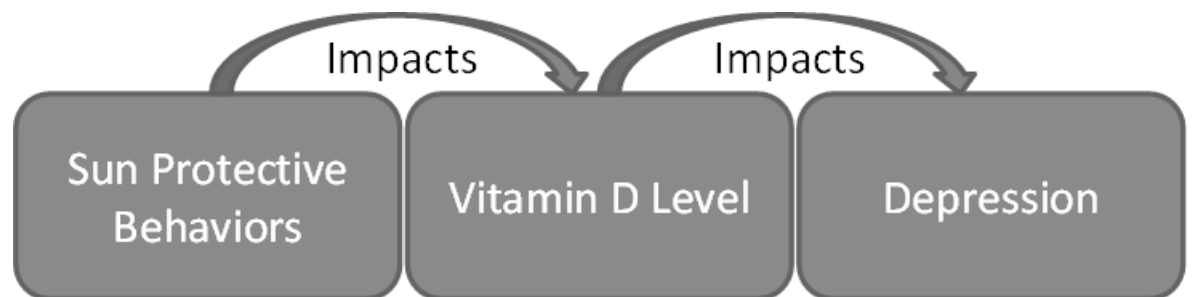 Impacts
Impacts
Sun Protective
Behaviors
Vitamin D Level
Depression